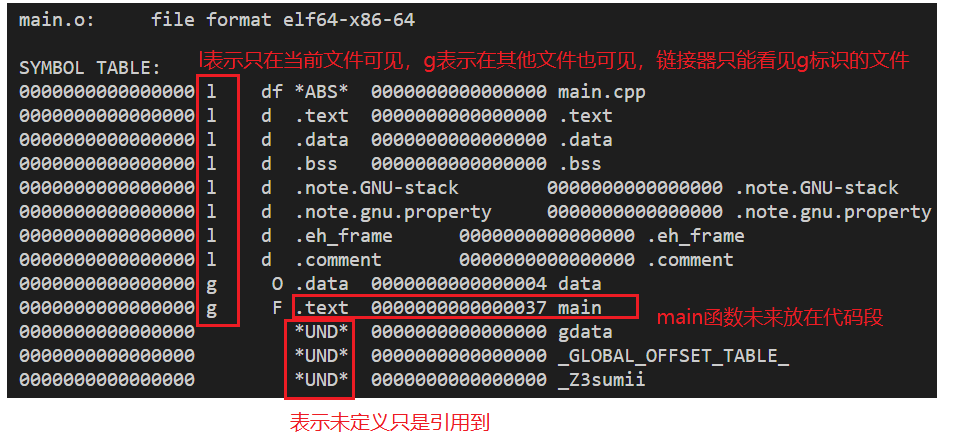 main.o:     file format elf64-x86-64
l表示只在当前文件可见，g表示在其他文件也可见，链接器只能看见g标识的文件
SYMBOL TABLE:
0000000000000000 l    df *ABS*  0000000000000000 main.cpp
0000000000000000 l    d  .text  0000000000000000 .text
0000000000000000 l    d  .data  0000000000000000 .data
0000000000000000 l    d  .bss   0000000000000000 .bss
0000000000000000 l    d  .note.GNU-stack        0000000000000000 .note.GNU-stack
0000000000000000 l    d  .note.gnu.property     0000000000000000 .note.gnu.property
0000000000000000 l    d  .eh_frame      0000000000000000 .eh_frame
0000000000000000 l    d  .comment       0000000000000000 .comment
0000000000000000 g     O .data  0000000000000004 data
0000000000000000 g     F .text  0000000000000037 main
main函数未来放在代码段
0000000000000000         *UND*  0000000000000000 gdata
0000000000000000         *UND*  0000000000000000 _GLOBAL_OFFSET_TABLE_
0000000000000000         *UND*  0000000000000000 _Z3sumii
表示未定义只是引用到